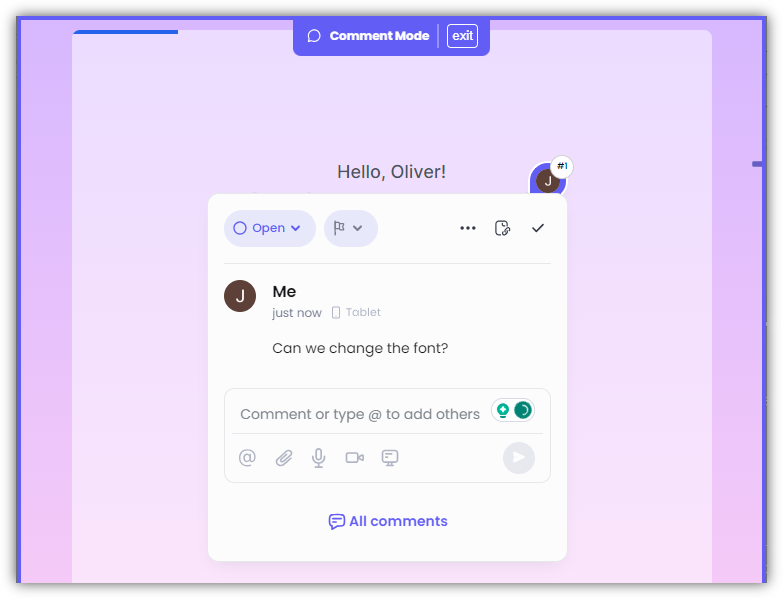 Comment Mode exit
Hello, Oliver!
#1
J
Open
J
Me
just now Tablet
Can we change the font?
Comment or type @ to add others
@
All comments